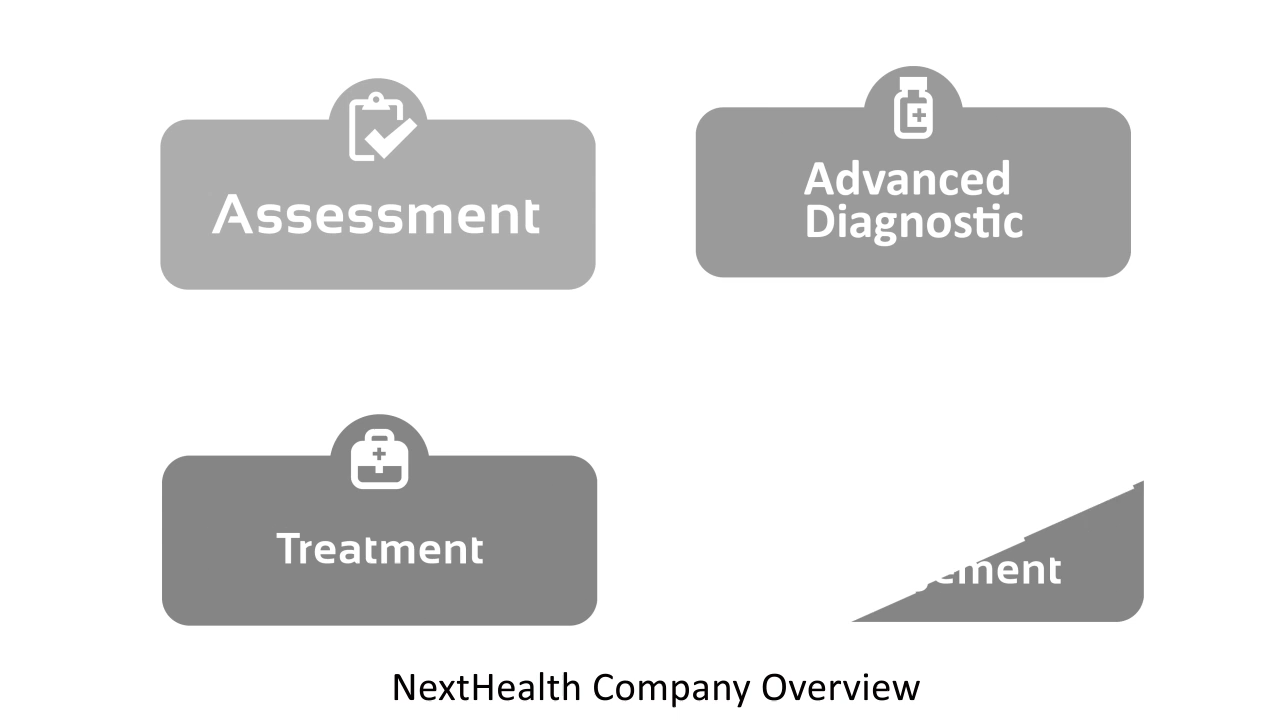 Assessment
Advanced
Diagnostic
Treatment
NextHealth Company Overview